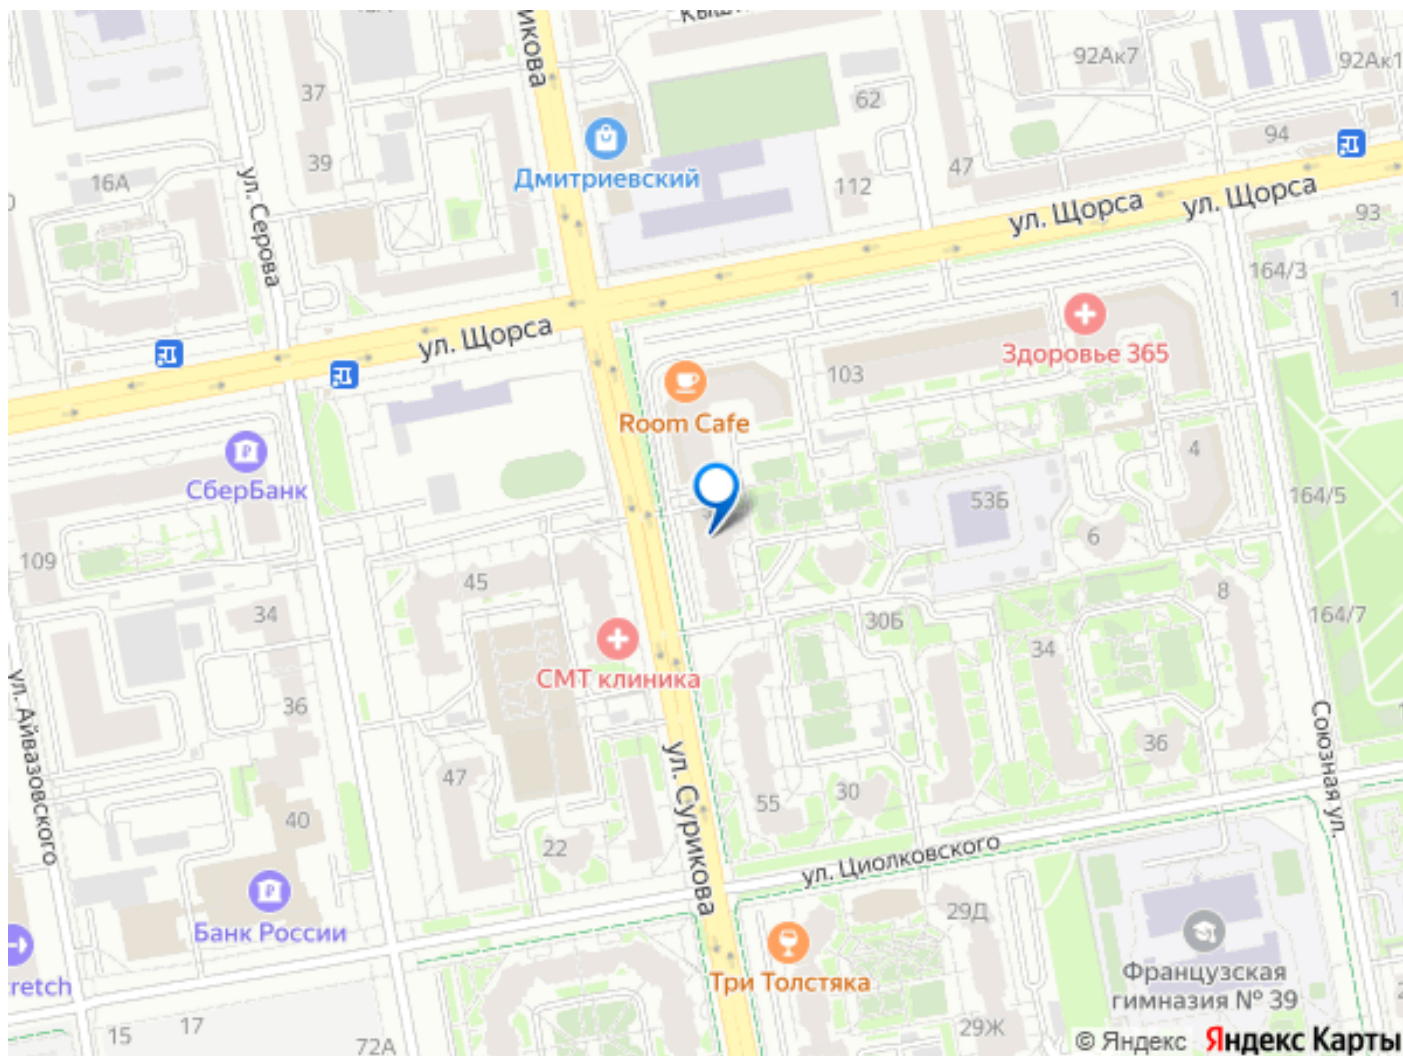 92Ак7
92Ак1
37
62
94
39
Дмитриевский
47
16А
112
ул. Щорса
ул. Щорса
93
ул. Серова
164/3
ул. Щорса
Здоровье 365
103
Room Cafe
4
СберБанк
53Б
164/5
6
109
45
8
34
30Б
164/7
34
СМТ клиника
ул. Айвазовского
36
Союзная ул.
ул. Сурикова
36
47
55
30
40
22
ул. Циолковского
29Д
Банк России
Три Толстяка
Французская
гимназия № 39
retch
15
17
72А
29Ж
© Яндекс Яндекс Карты